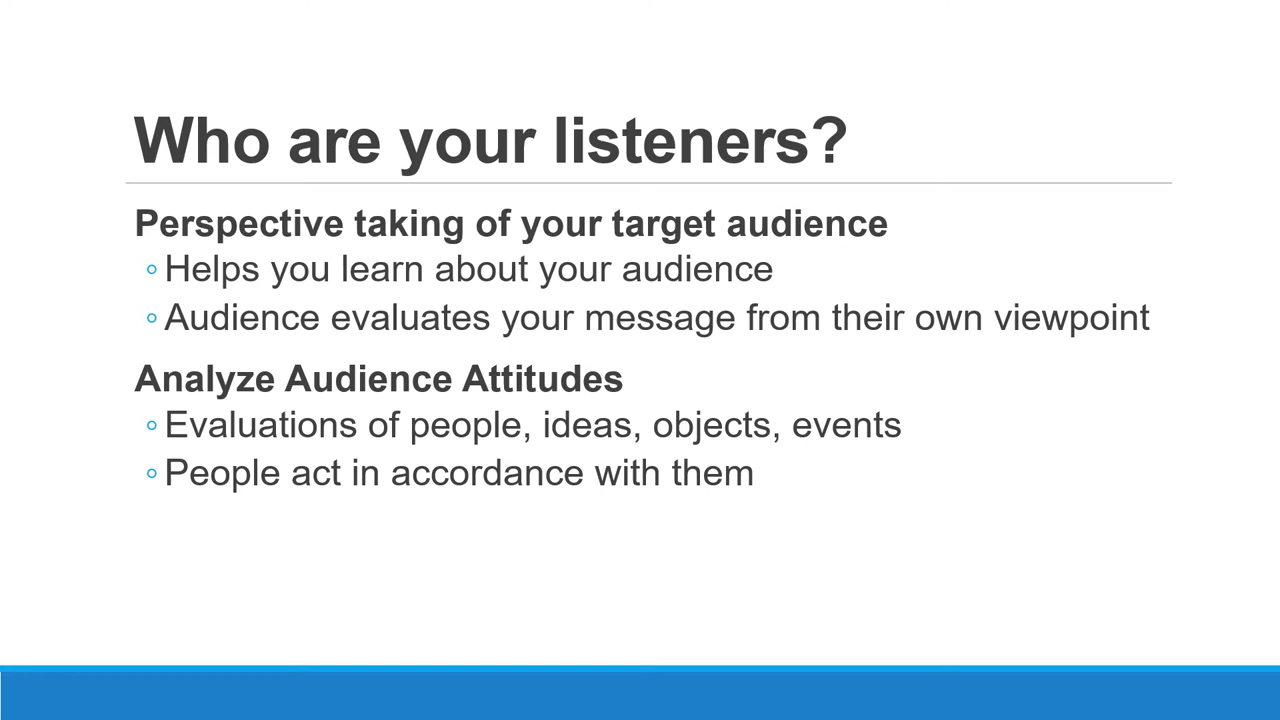 Who are your listeners?
Perspective taking of your target audience
◦ Helps you learn about your audience
◦ Audience evaluates your message from their own viewpoint
Analyze Audience Attitudes
◦ Evaluations of people, ideas, objects, events
◦ People act in accordance with them